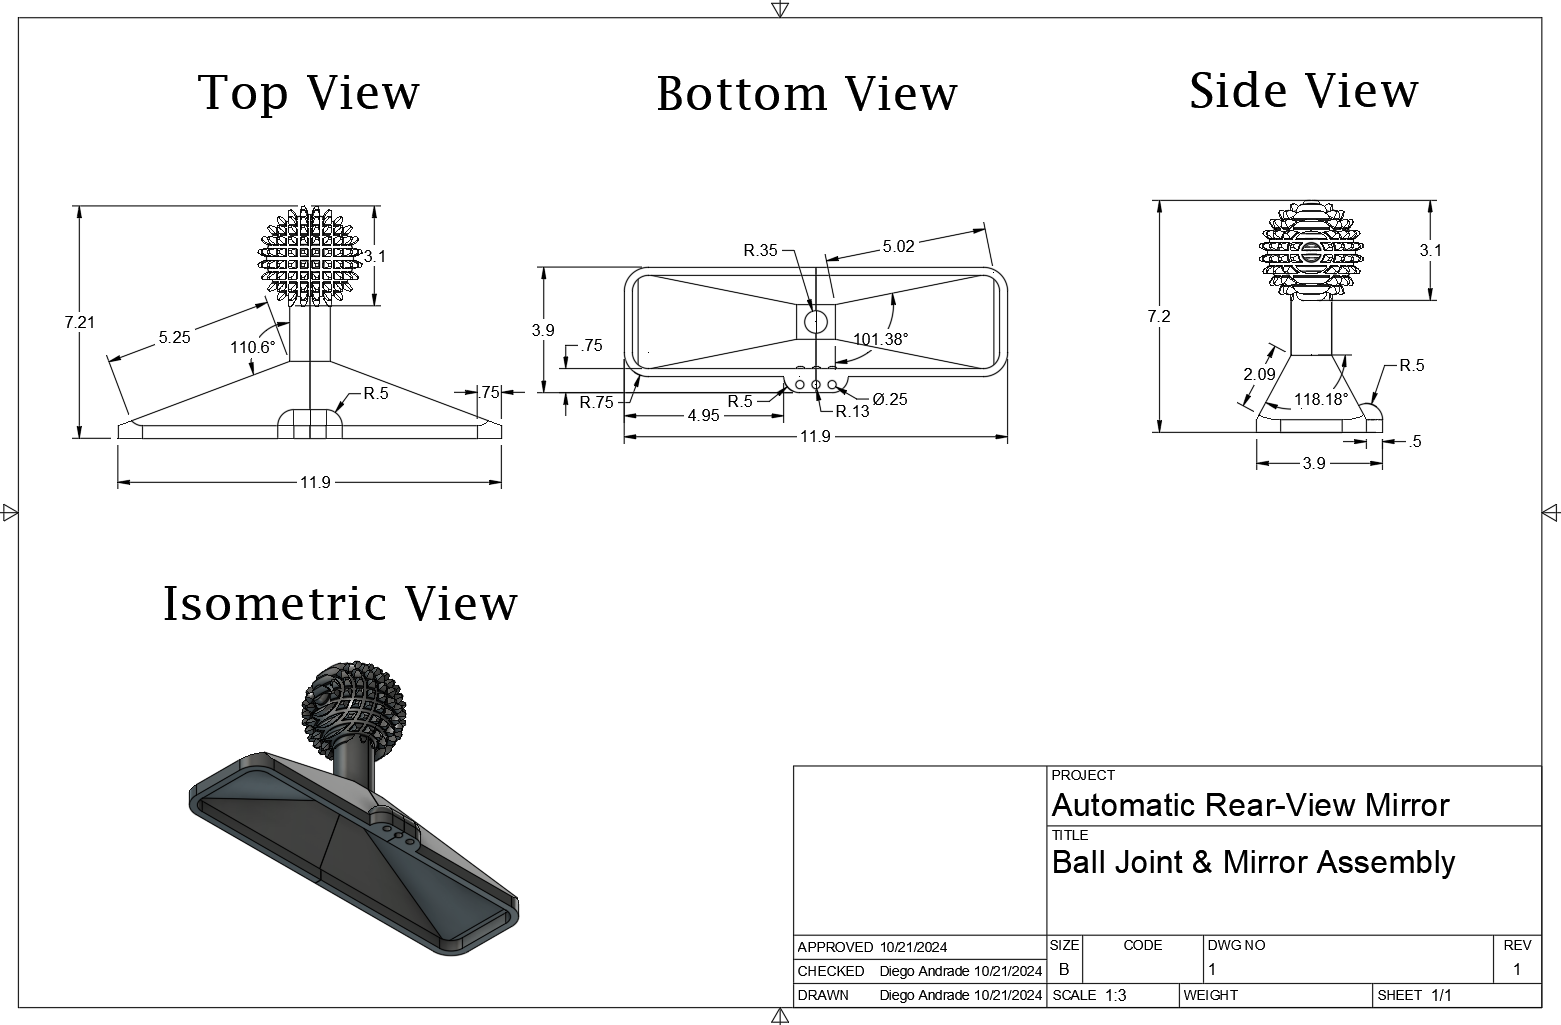 Top View
Bottom View
Side View
7.21
3.1
5.25
110.6°
R.5
.75
11.9
R.35
5.02
3.9
.75
101.38°
R.75
R.5
Ø.25
R.13
4.95
11.9
7.2
3.1
2.09
118.18°
R.5
.5
3.9
Isometric View
PROJECT
Automatic Rear-View Mirror
TITLE
Ball Joint & Mirror Assembly
APPROVED 10/21/2024
CHECKED Diego Andrade 10/21/2024
DRAWN Diego Andrade 10/21/2024
SIZE CODE DWG NO REV
B 1 1
SCALE 1:3 WEIGHT SHEET 1/1